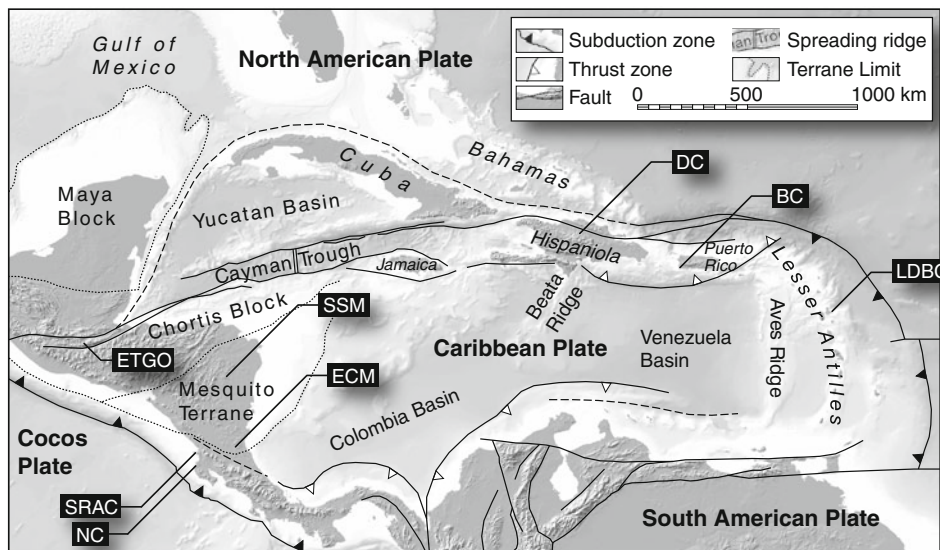 Gulf of
Mexico
North American Plate
Subduction zone
Thrust zone
Fault
Spreading ridge
Terrane Limit
0 500 1000 km
Maya
Block
Cuba
Bahamas
DC
BC
Yucatan Basin
Hispaniola
Puerto
Rico
Cayman Trough
Jamaica
Lesser Antilles
LDBC
Chortis Block
SSM
Beata
Ridge
Aves Ridge
Venezuela
Basin
Caribbean Plate
ETGO
Mesquito
Terrane
ECM
Colombia Basin
Cocos
Plate
SRAC
NC
South American Plate